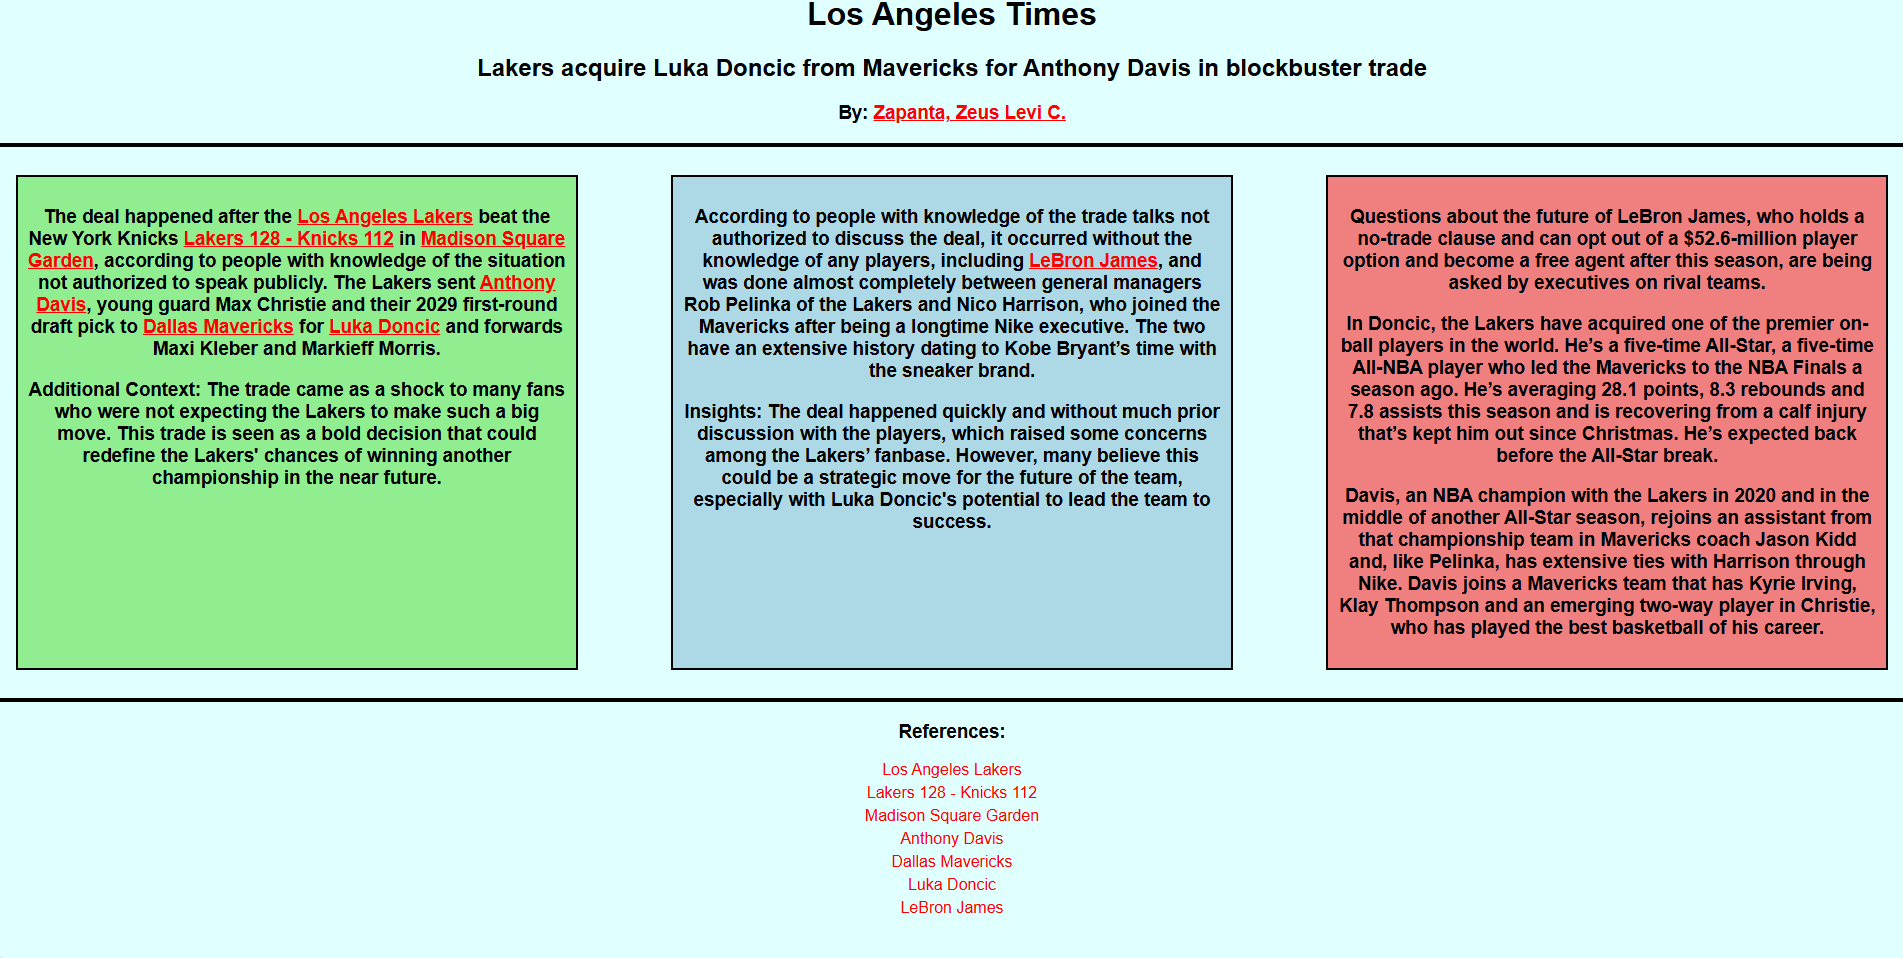 Los Angeles Times
Lakers acquire Luka Doncic from Mavericks for Anthony Davis in blockbuster trade
By: Zapanta, Zeus Levi C.
The deal happened after the Los Angeles Lakers beat the
New York Knicks Lakers 128 - Knicks 112 in Madison Square
Garden, according to people with knowledge of the situation
not authorized to speak publicly. The Lakers sent Anthony
Davis, young guard Max Christie and their 2029 first-round
draft pick to Dallas Mavericks for Luka Doncic and forwards
Maxi Kleber and Markieff Morris.
Additional Context: The trade came as a shock to many fans
who were not expecting the Lakers to make such a big
move. This trade is seen as a bold decision that could
redefine the Lakers' chances of winning another
championship in the near future.
According to people with knowledge of the trade talks not
authorized to discuss the deal, it occurred without the
knowledge of any players, including LeBron James, and
was done almost completely between general managers
Rob Pelinka of the Lakers and Nico Harrison, who joined the
Mavericks after being a longtime Nike executive. The two
have an extensive history dating to Kobe Bryant’s time with
the sneaker brand.
Insights: The deal happened quickly and without much prior
discussion with the players, which raised some concerns
among the Lakers’ fanbase. However, many believe this
could be a strategic move for the future of the team,
especially with Luka Doncic's potential to lead the team to
success.
Questions about the future of LeBron James, who holds a
no-trade clause and can opt out of a $52.6-million player
option and become a free agent after this season, are being
asked by executives on rival teams.
In Doncic, the Lakers have acquired one of the premier on-
ball players in the world. He’s a five-time All-Star, a five-time
All-NBA player who led the Mavericks to the NBA Finals a
season ago. He’s averaging 28.1 points, 8.3 rebounds and
7.8 assists this season and is recovering from a calf injury
that’s kept him out since Christmas. He’s expected back
before the All-Star break.
Davis, an NBA champion with the Lakers in 2020 and in the
middle of another All-Star season, rejoins an assistant from
that championship team in Mavericks coach Jason Kidd
and, like Pelinka, has extensive ties with Harrison through
Nike. Davis joins a Mavericks team that has Kyrie Irving,
Klay Thompson and an emerging two-way player in Christie,
who has played the best basketball of his career.
References:
Los Angeles Lakers
Lakers 128 - Knicks 112
Madison Square Garden
Anthony Davis
Dallas Mavericks
Luka Doncic
LeBron James